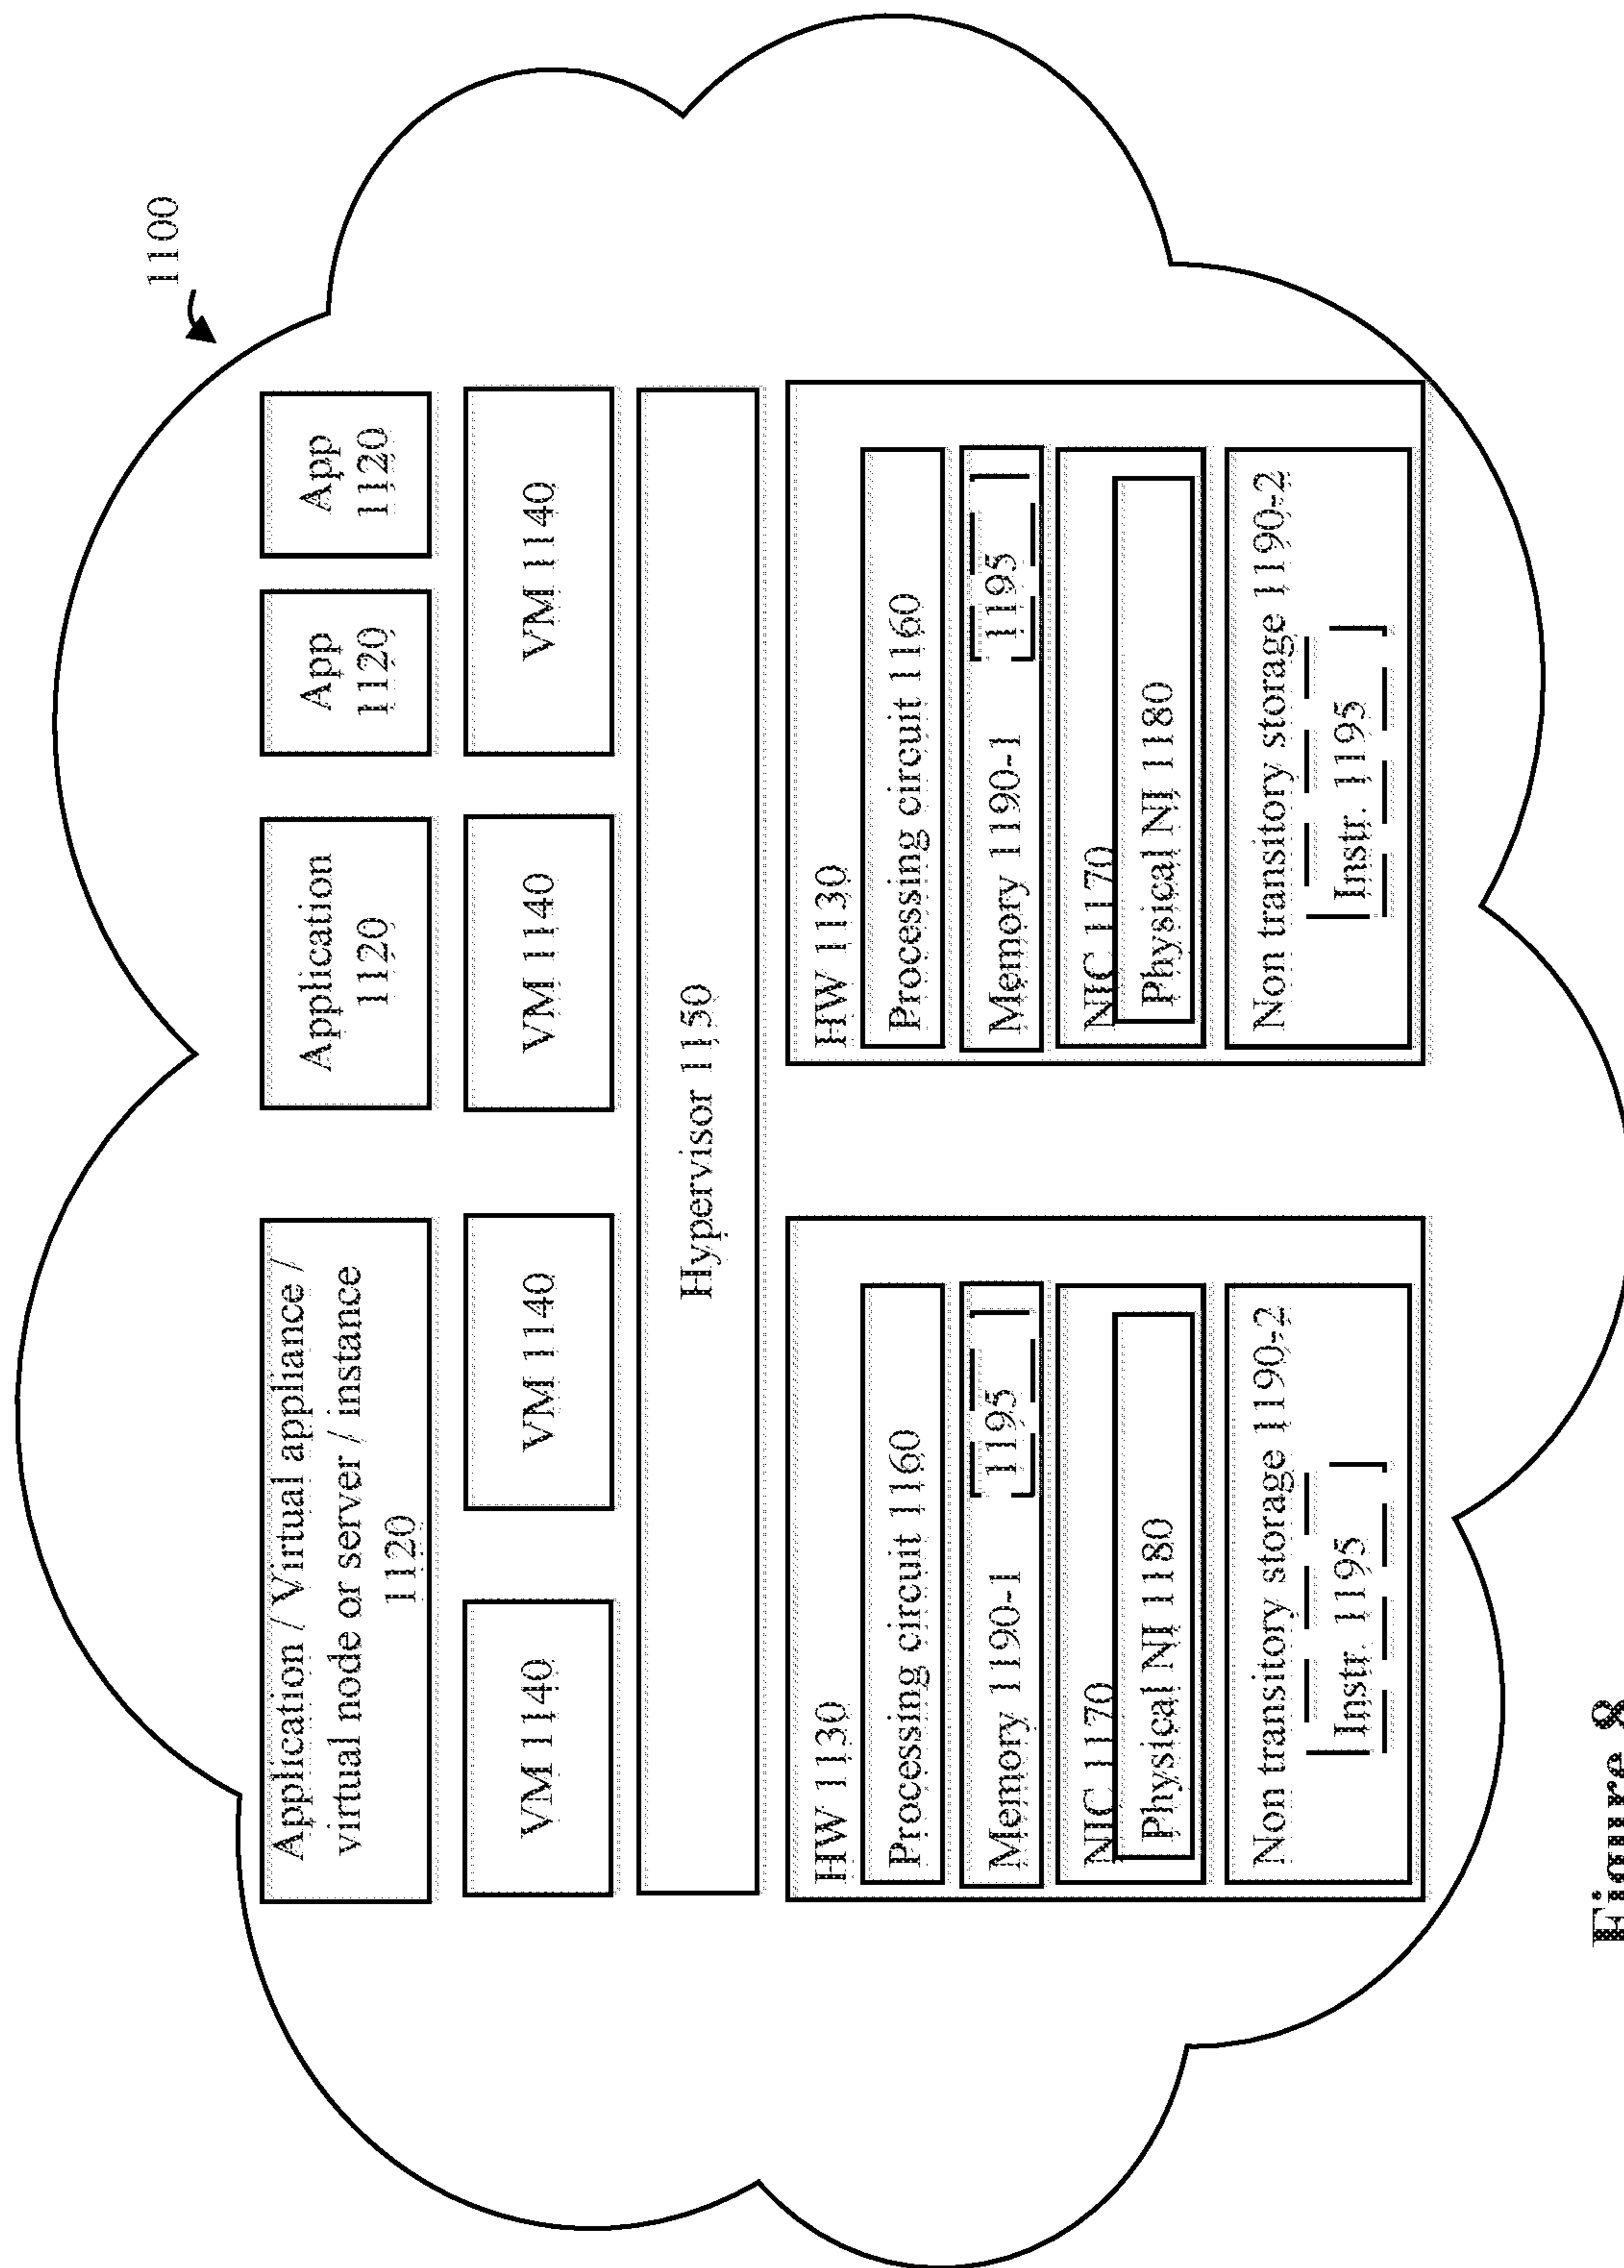 1100
Application / Virtual appliance /
virtual node or server / instance
1120
Application
1120
App
1120
App
1120
VM 1140
VM 1140
VM 1140
VM 1140
Hypervisor 1150
HW 1130
Processing circuit 1160
Memory 1190-1
1195
NIC 1170
Physical NI 1180
Non transitory storage 1190-2
Instr. 1195
HW 1130
Processing circuit 1160
Memory 1190-1
1195
NIC 1170
Physical NI 1180
Non transitory storage 1190-2
Instr. 1195
Figure 8